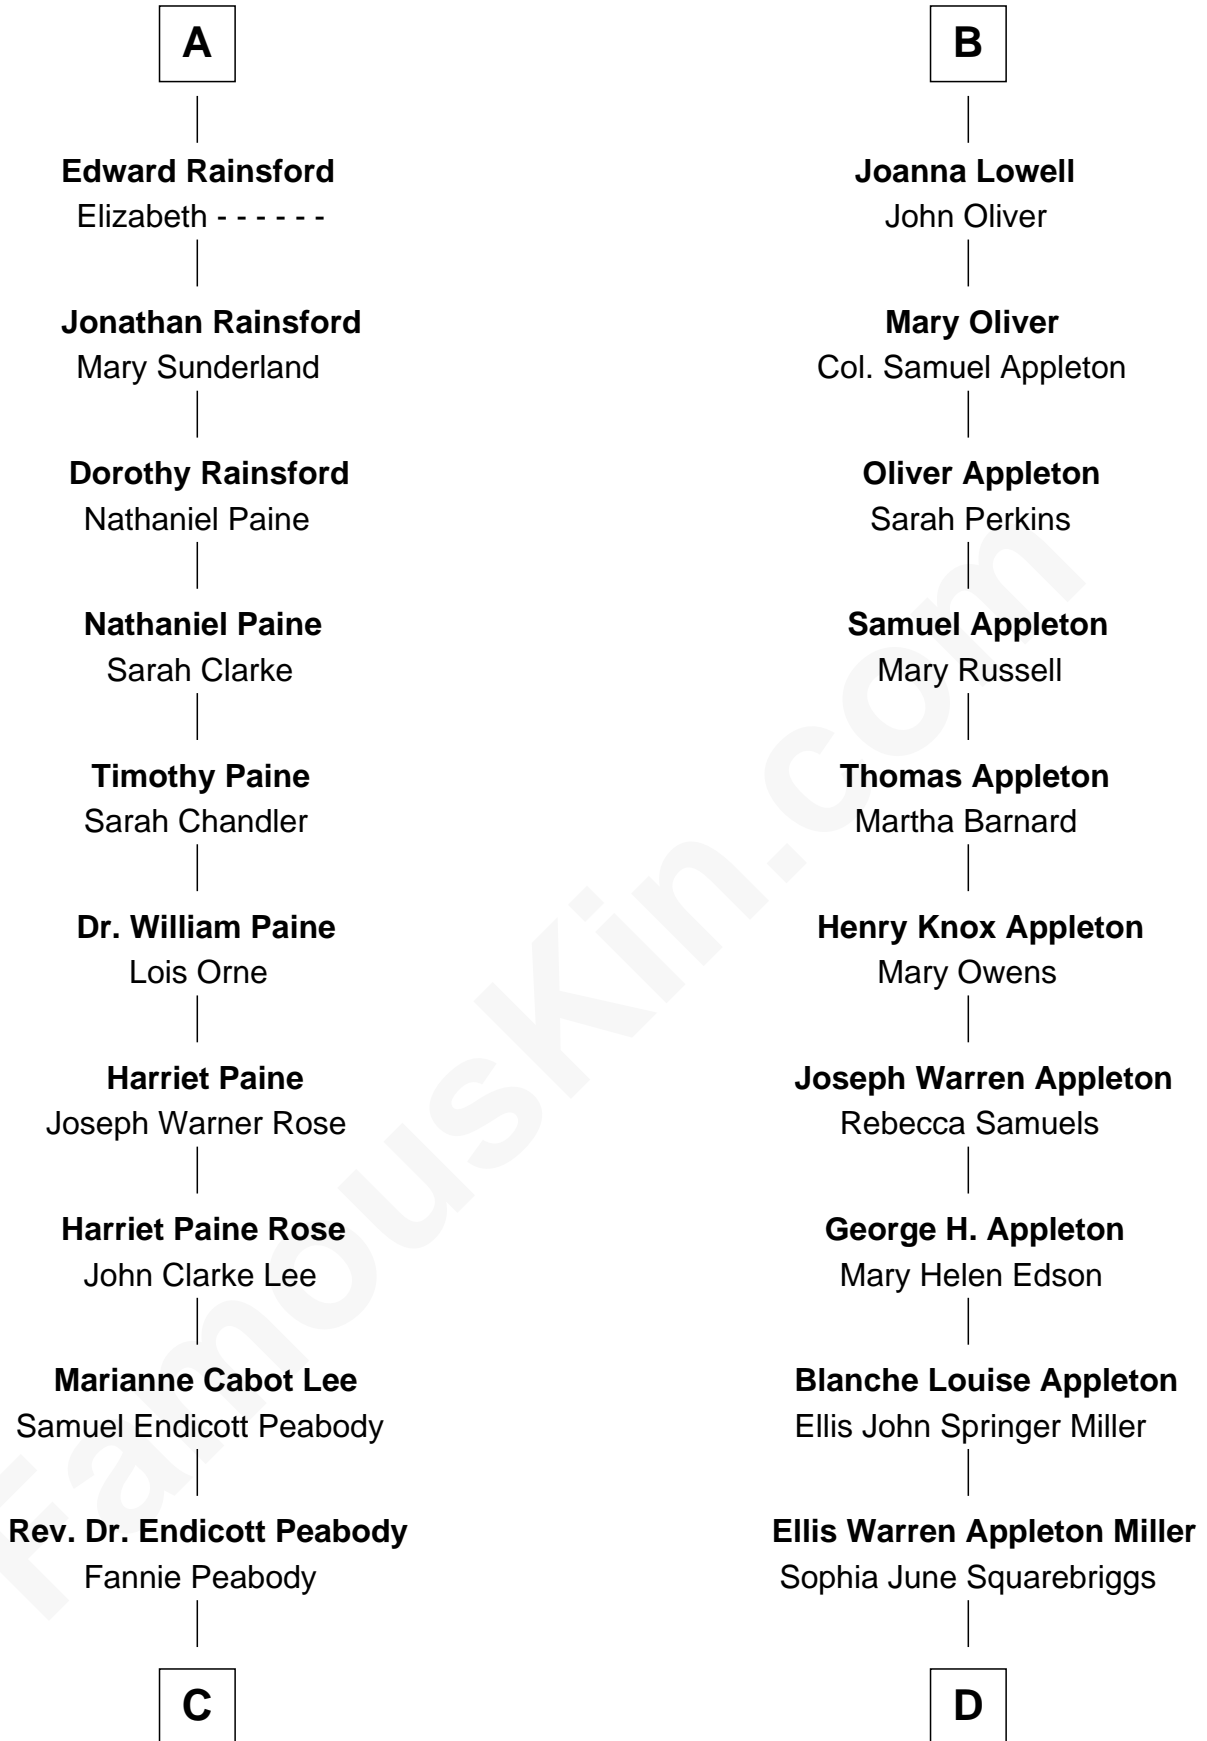 A
Edward Rainsford
Elizabeth - - - - - -
Jonathan Rainsford
Mary Sunderland
Dorothy Rainsford
Nathaniel Paine
Nathaniel Paine
Sarah Clarke
Timothy Paine
Sarah Chandler
Dr. William Paine
Lois Orne
Harriet Paine
Joseph Warner Rose
Harriet Paine Rose
John Clarke Lee
Marianne Cabot Lee
Samuel Endicott Peabody
Rev. Dr. Endicott Peabody
Fannie Peabody
C
B
Joanna Lowell
John Oliver
Mary Oliver
Col. Samuel Appleton
Oliver Appleton
Sarah Perkins
Samuel Appleton
Mary Russell
Thomas Appleton
Martha Barnard
Henry Knox Appleton
Mary Owens
Joseph Warren Appleton
Rebecca Samuels
George H. Appleton
Mary Helen Edson
Blanche Louise Appleton
Ellis John Springer Miller
Ellis Warren Appleton Miller
Sophia June Squarebriggs
D
FamousKin.com